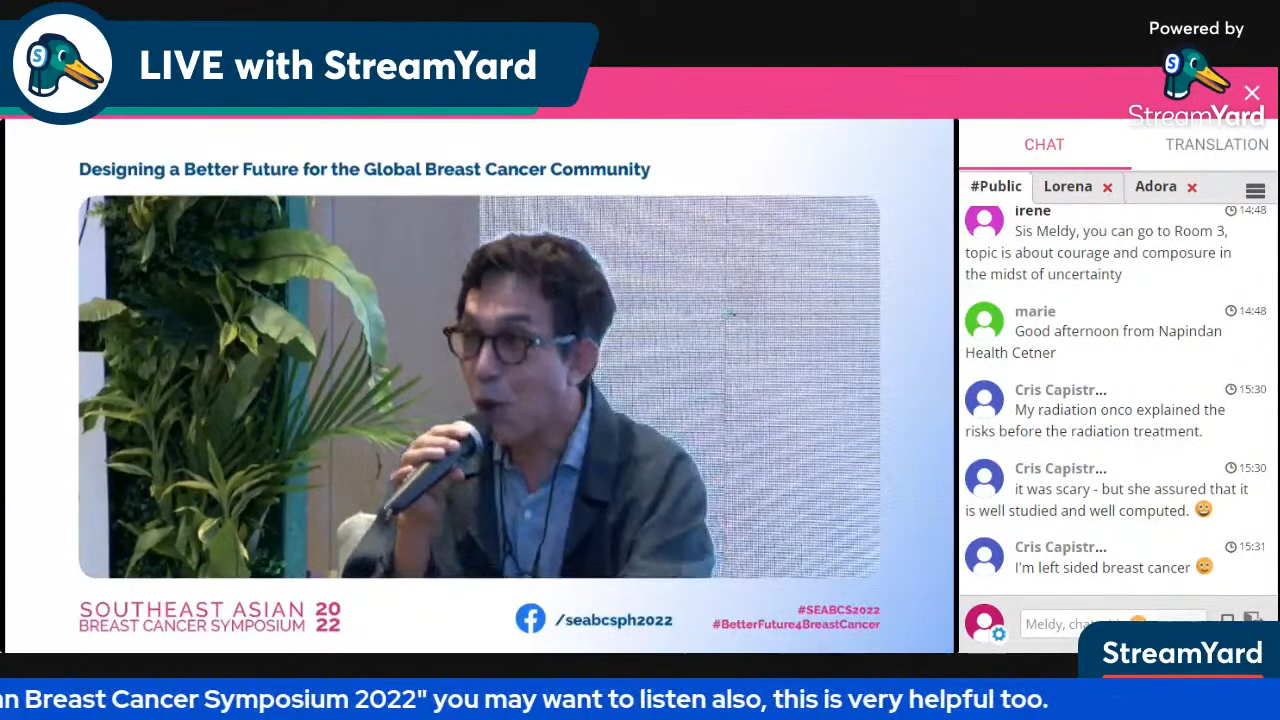 LIVE with StreamYard
Powered by
StreamYard
CHAT
TRANSLATION
#Public
Lorena
Adora
Designing a Better Future for the Global Breast Cancer Community
irene
14:48
Sis Meldy, you can go to Room 3,
topic is about courage and composure in
the midst of uncertainty
marie
14:48
Good afternoon from Napindan
Health Cetner
Cris Capistr...
15:30
My radiation onco explained the
risks before the radiation treatment.
Cris Capistr...
15:30
it was scary - but she assured that it
is well studied and well computed.
Cris Capistr...
15:31
I'm left sided breast cancer
Meldy,
SOUTHEAST ASIAN 20
BREAST CANCER SYMPOSIUM 22
/seabcsph2022
#SEABCS2022
#BetterFuture4BreastCancer
StreamYard
Breast Cancer Symposium 2022" you may want to listen also, this is very helpful too.